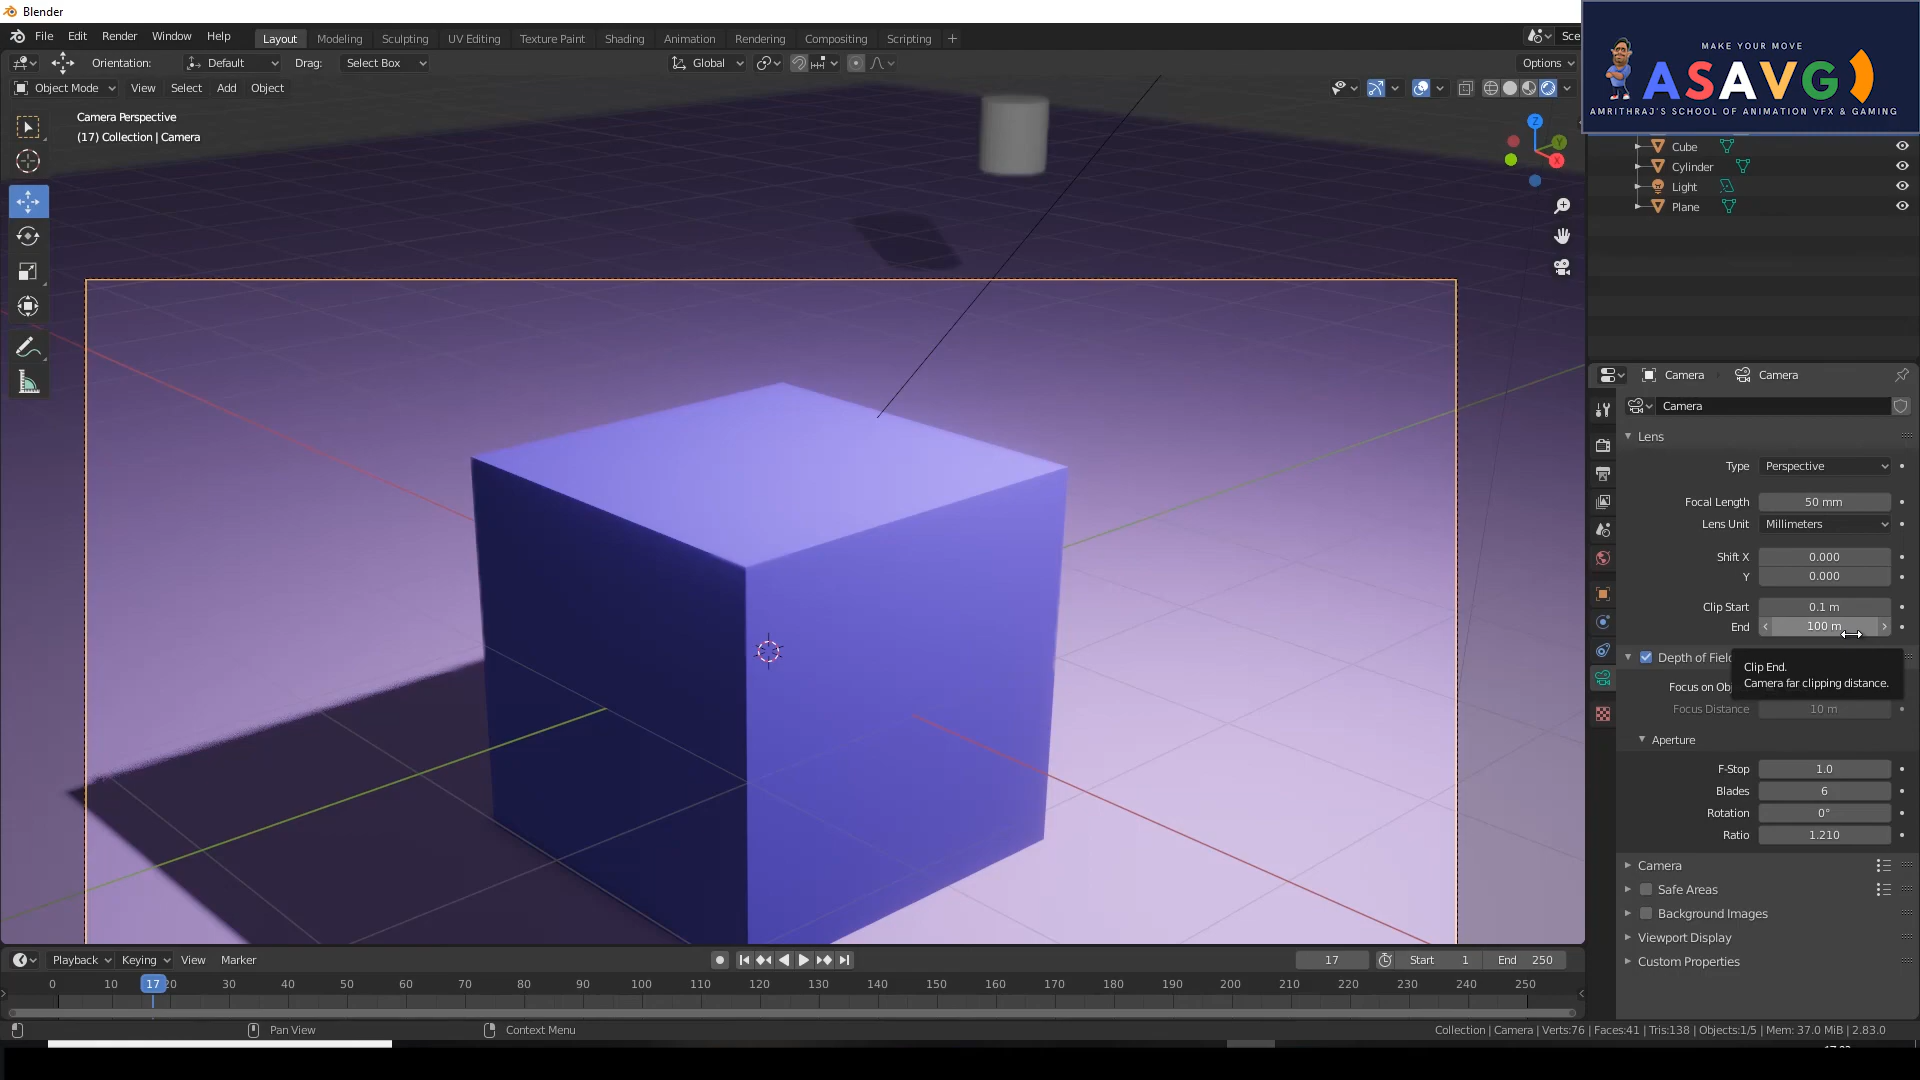 Blender
File Edit Render Window Help
Layout Modeling Sculpting UV Editing Texture Paint Shading Animation Rendering Compositing Scripting
Sce
Orientation: Default Drag: Select Box Global Options
Object Mode View Select Add Object
MAKE YOUR MOVE
ASAVG
AMRITHRAJ'S SCHOOL OF ANIMATION VFX & GAMING
Camera Perspective
(17) Collection | Camera
Z
Y
X
Cube
Cylinder
Light
Plane
Camera Camera
Camera
Lens
Type Perspective
Focal Length 50 mm
Lens Unit Millimeters
Shift X 0.000
Y 0.000
Clip Start 0.1 m
End 100 m
Depth of Field
Clip End.
Camera far clipping distance.
Focus on Obj
Focus Distance 10 m
Aperture
F-Stop 1.0
Blades 6
Rotation 0°
Ratio 1.210
Camera
Safe Areas
Background Images
Viewport Display
Custom Properties
Playback Keying View Marker
17 Start 1 End 250
0 10 17 20 30 40 50 60 70 80 90 100 110 120 130 140 150 160 170 180 190 200 210 220 230 240 250
Pan View Context Menu
Collection | Camera | Verts:76 | Faces:41 | Tris:138 | Objects:1/5 | Mem: 37.0 MiB | 2.83.0